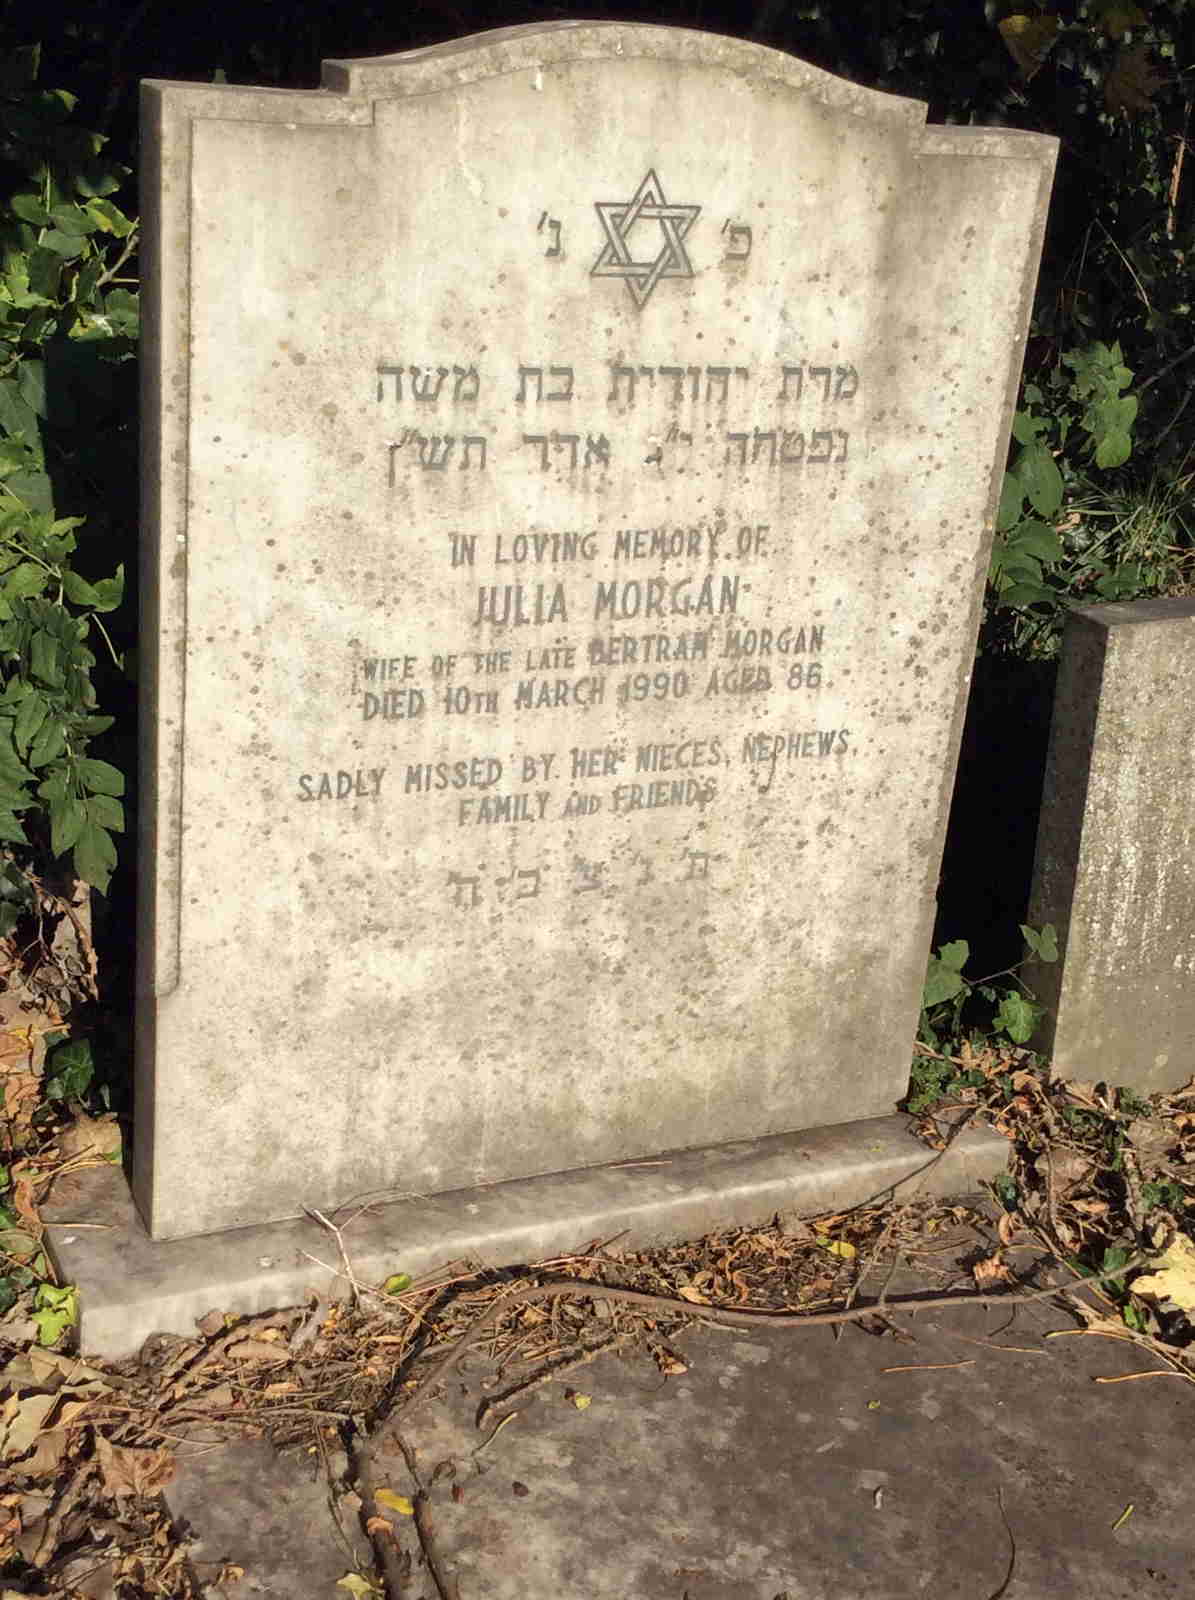 פ' נ'
מרת יהודית בת משה
נפטרה י"ג אדר תש"ן
IN LOVING MEMORY OF
JULIA MORGAN
WIFE OF THE LATE BERTRAM MORGAN
DIED 10TH MARCH 1990 AGED 86.
SADLY MISSED BY HER NIECES, NEPHEWS,
FAMILY AND FRIENDS
ת' נ' צ' ב' ה'